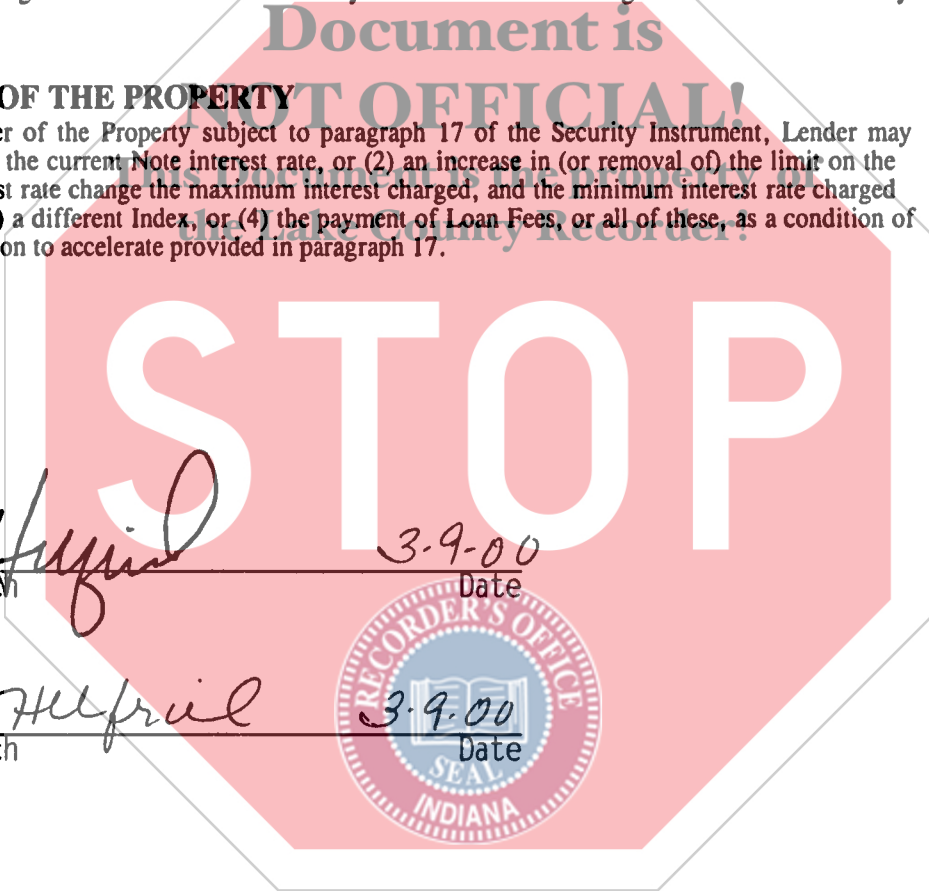 Document is
OF THE PROPERTY
NOT OFFICIAL!
er of the Property subject to paragraph 17 of the Security Instrument, Lender may
the current Note interest rate, or (2) an increase in (or removal of) the limit on the
This Document is the property of
st rate change the maximum interest charged, and the minimum interest rate charged
) a different Index, or (4) the payment of Loan Fees, or all of these, as a condition of
the Lake County Recorder!
on to accelerate provided in paragraph 17.
STOP
3-9-00
h Date
Helfrich 3.9.00
ch Date
RECORDER'S OFFICE
SEAL
INDIANA